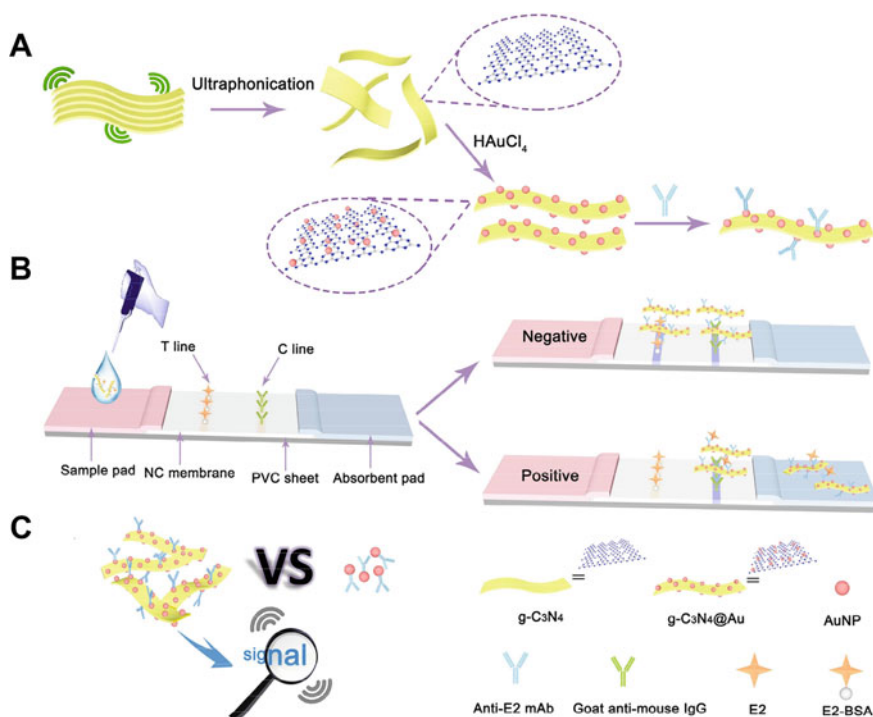 A
Ultraphonication
HAuCl₄
B
T line
C line
Sample pad
NC membrane
PVC sheet
Absorbent pad
Negative
Positive
C
VS
signal
g-C₃N₄
=
g-C₃N₄@Au
=
AuNP
Anti-E2 mAb
Goat anti-mouse IgG
E2
E2-BSA